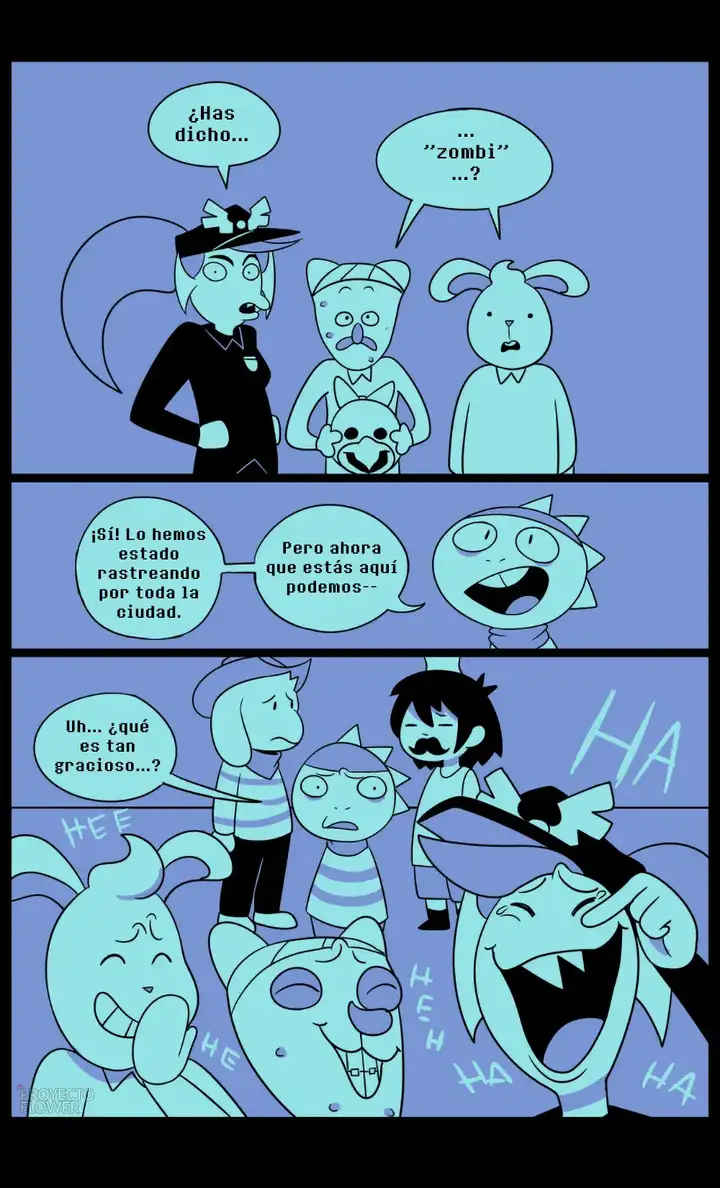 ¿Has
dicho...
...
"zombi"
...?
¡Sí! Lo hemos
estado
rastreando
por toda la
ciudad.
Pero ahora
que estás aquí
podemos--
Uh... ¿qué
es tan
gracioso...?
HA
HEE
HE
HEH
HA
HA
PROYECTO
FLOWER